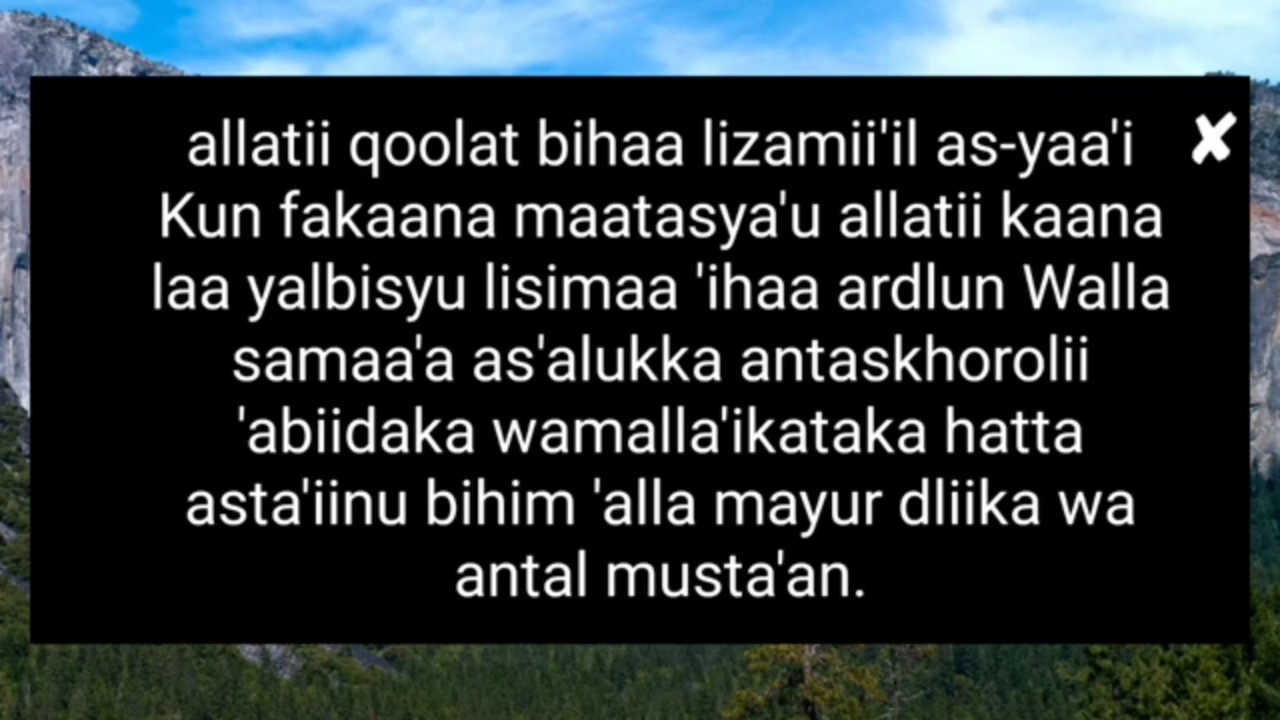 allatii qoolat bihaa lizamii'il as-yaa'i
Kun fakaana maatasya'u allatii kaana
laa yalbisyu lisimaa 'ihaa ardlun Walla
samaa'a as'alukka antaskhorolii
'abiidaka wamalla'ikataka hatta
asta'iinu bihim 'alla mayur dliika wa
antal musta'an.